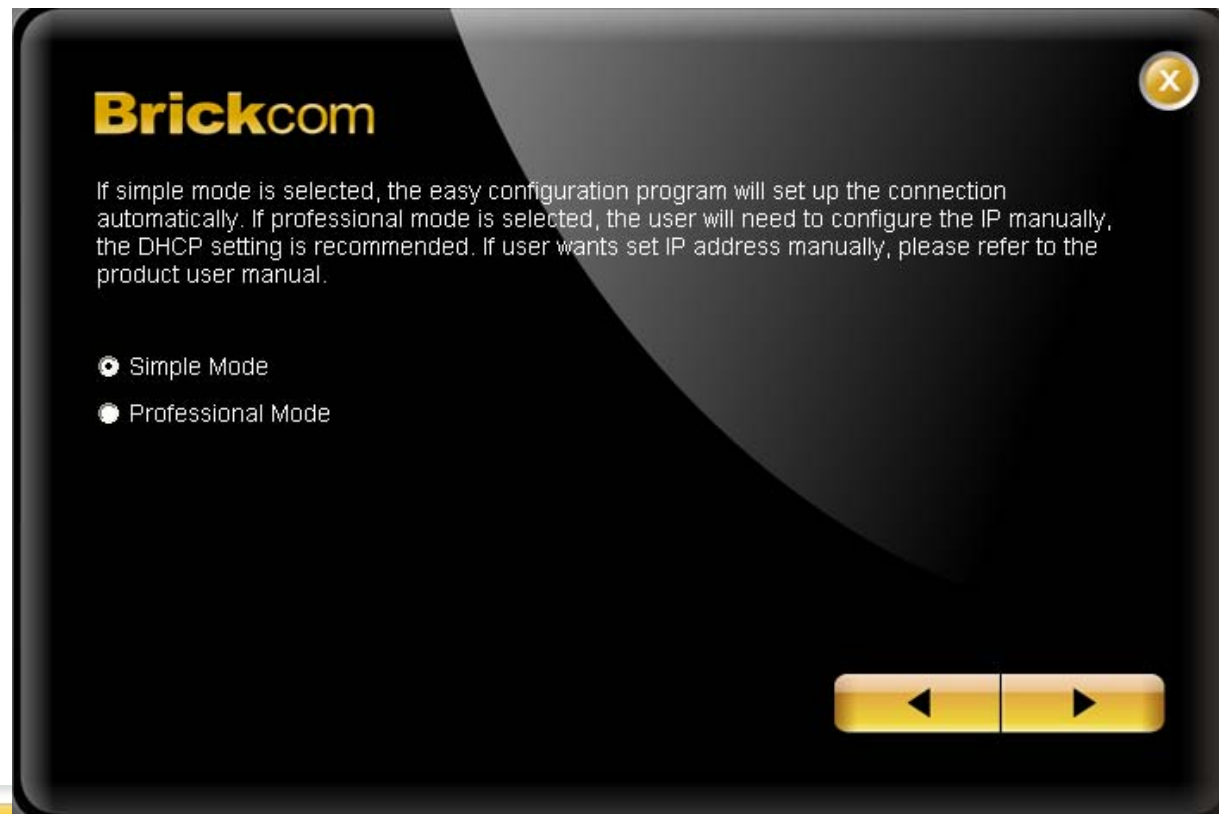 Brickcom
X
If simple mode is selected, the easy configuration program will set up the connection
automatically. If professional mode is selected, the user will need to configure the IP manually,
the DHCP setting is recommended. If user wants set IP address manually, please refer to the
product user manual.
Simple Mode
Professional Mode